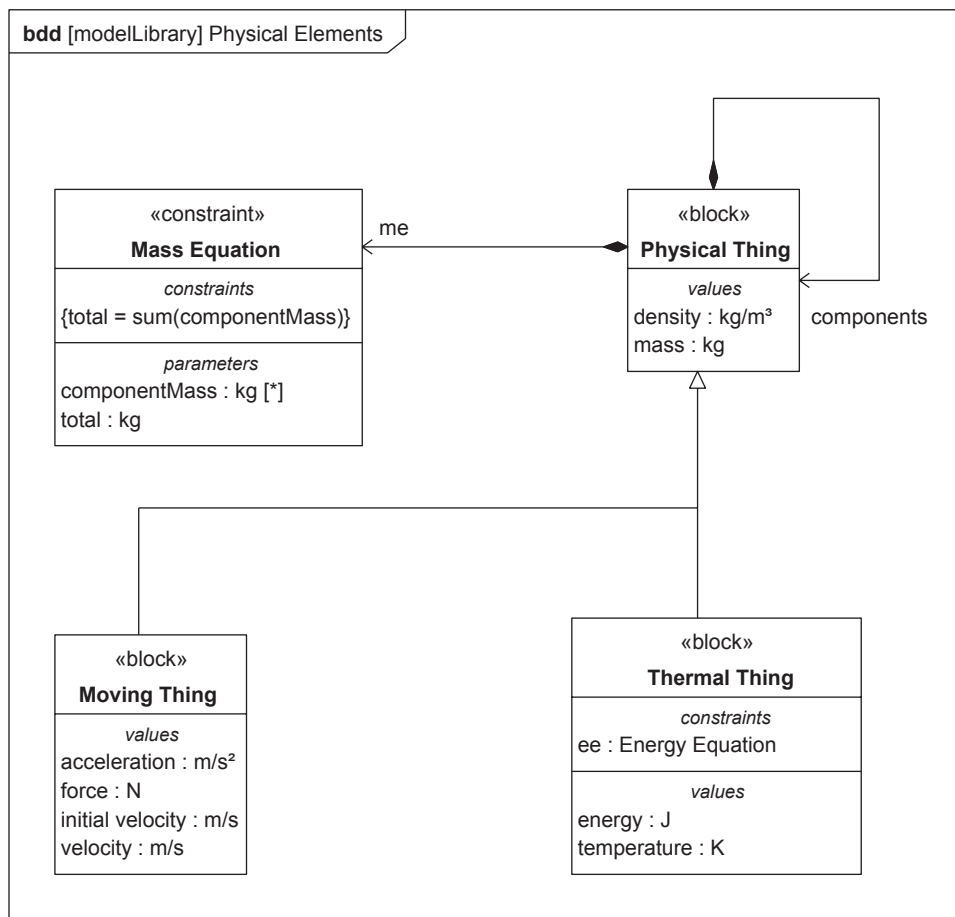 bdd [modelLibrary] Physical Elements
«constraint»
Mass Equation
constraints
{total = sum(componentMass)}
parameters
componentMass : kg [*]
total : kg
me
«block»
Physical Thing
values
density : kg/m³
mass : kg
components
«block»
Moving Thing
values
acceleration : m/s²
force : N
initial velocity : m/s
velocity : m/s
«block»
Thermal Thing
constraints
ee : Energy Equation
values
energy : J
temperature : K